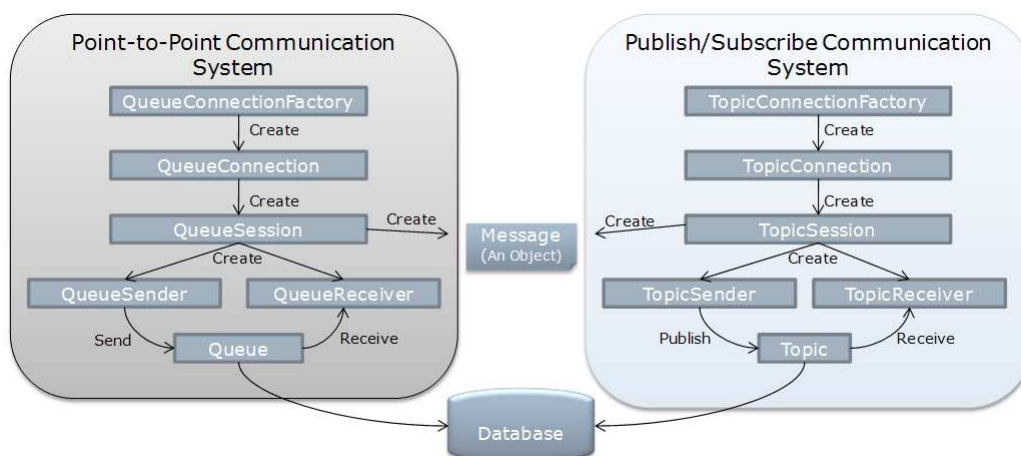 Point-to-Point Communication
System
QueueConnectionFactory
Create
QueueConnection
Create
QueueSession
Create
Create
QueueSender
QueueReceiver
Send
Queue
Receive
Message
(An Object)
Publish/Subscribe Communication
System
TopicConnectionFactory
Create
TopicConnection
Create
TopicSession
Create
Create
TopicSender
TopicReceiver
Publish
Topic
Receive
Database